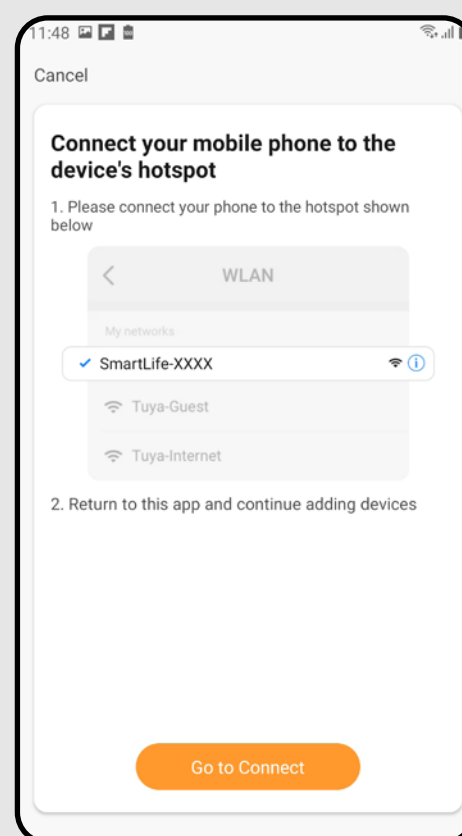 11:48
Cancel
Connect your mobile phone to the
device's hotspot
1. Please connect your phone to the hotspot shown
below
WLAN
My networks
SmartLife-XXXX
Tuya-Guest
Tuya-Internet
2. Return to this app and continue adding devices
Go to Connect